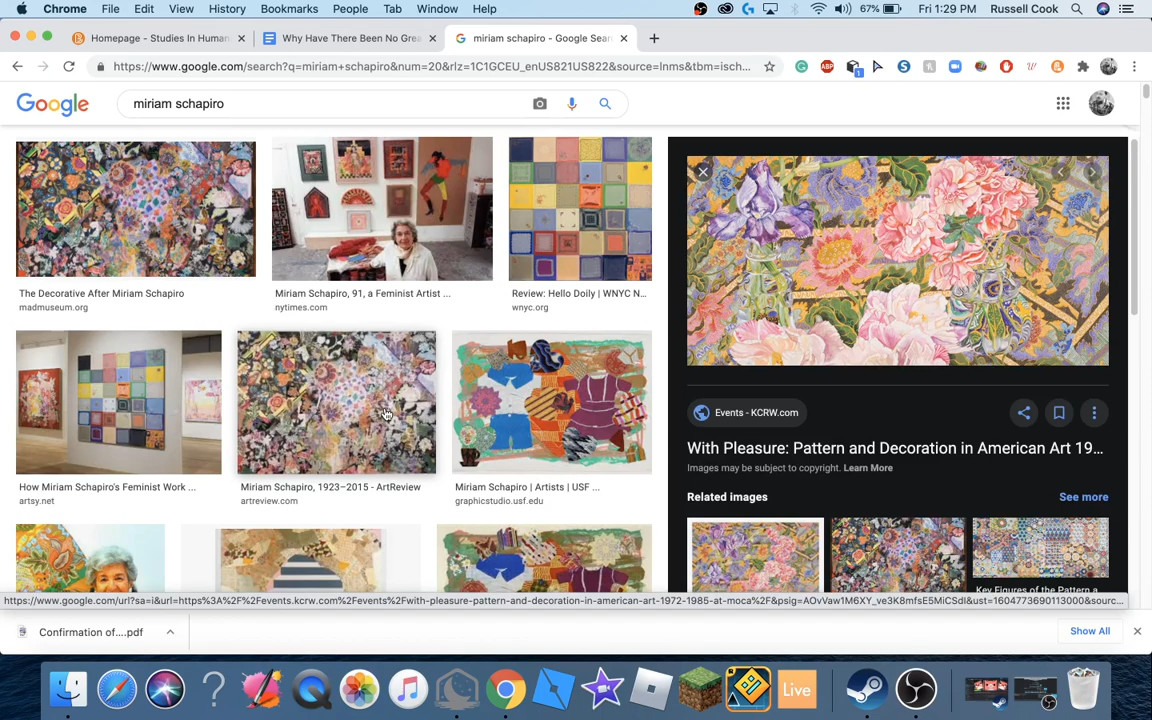 Chrome File Edit View History Bookmarks People Tab Window Help 67% Fri 1:29 PM Russell Cook
Homepage - Studies In Human
Why Have There Been No Grea
miriam schapiro - Google Sear
https://www.google.com/search?q=miriam+schapiro&num=20&rlz=1C1GCEU_enUS821US822&source=lnms&tbm=isch...
ABP
1
Google
miriam schapiro
The Decorative After Miriam Schapiro
madmuseum.org
Miriam Schapiro, 91, a Feminist Artist ...
nytimes.com
Review: Hello Doily | WNYC N...
wnyc.org
How Miriam Schapiro's Feminist Work ...
artsy.net
Miriam Schapiro, 1923–2015 - ArtReview
artreview.com
Miriam Schapiro | Artists | USF ...
graphicstudio.usf.edu
Events - KCRW.com
With Pleasure: Pattern and Decoration in American Art 19...
Images may be subject to copyright. Learn More
Related images
See more
Key Figures of the Pattern a
https://www.google.com/url?sa=i&url=https%3A%2F%2Fevents.kcrw.com%2Fevents%2Fwith-pleasure-pattern-and-decoration-in-american-art-1972-1985-at-moca%2F&psig=AOvVaw1M6XY_ve3K8mfsE5MiCSdl&ust=1604773690113000&sourc...
Confirmation of....pdf
Show All
Live